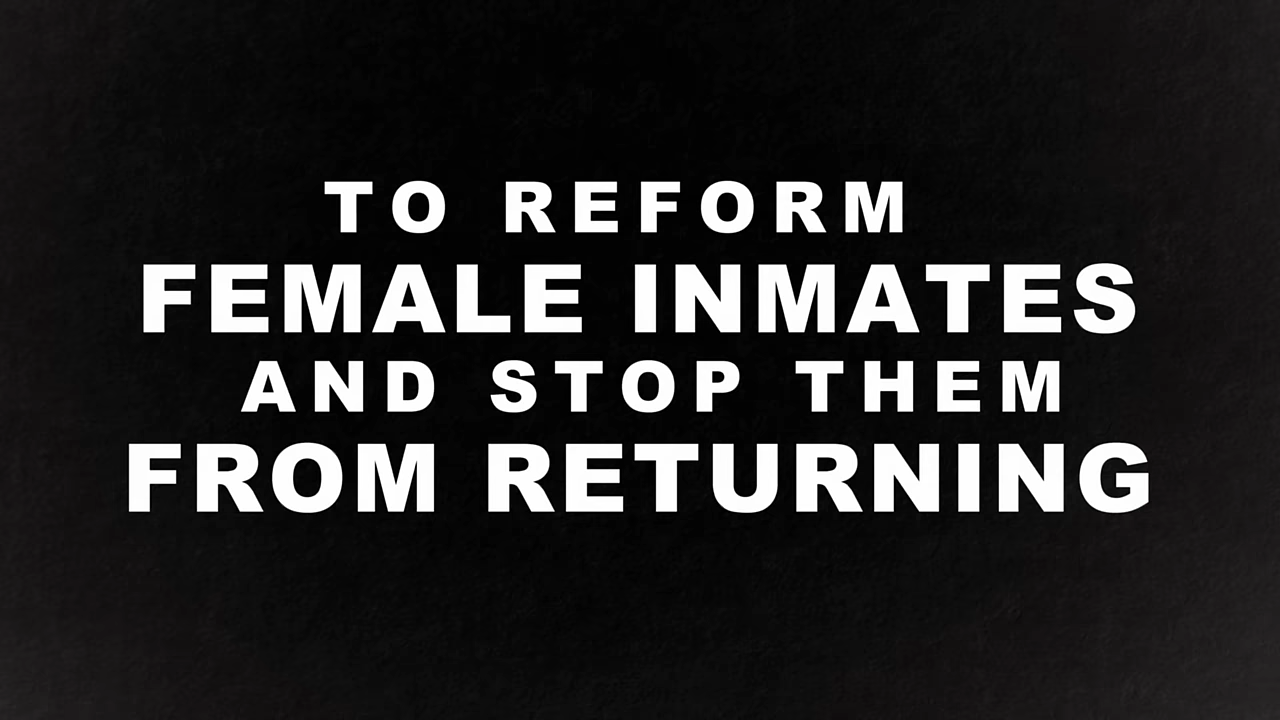 TO REFORM
FEMALE INMATES
AND STOP THEM
FROM RETURNING